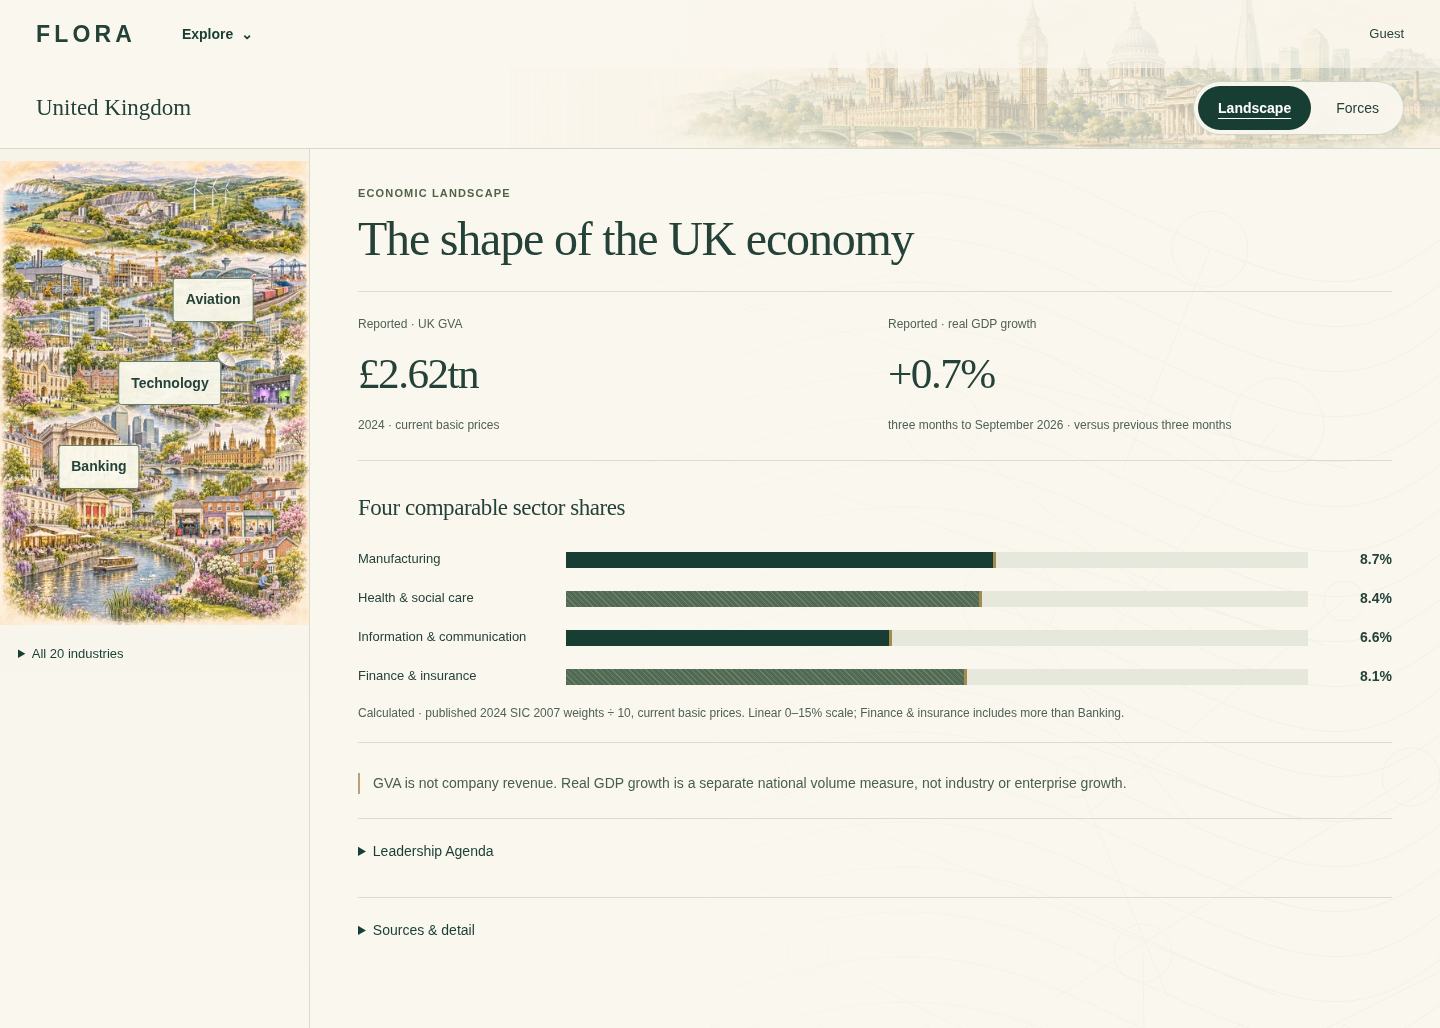 FLORA
Explore
Guest
United Kingdom
Landscape
Forces
Aviation
Technology
Banking
All 20 industries
ECONOMIC LANDSCAPE
The shape of the UK economy
Reported · UK GVA
£2.62tn
2024 · current basic prices
Reported · real GDP growth
+0.7%
three months to September 2026 · versus previous three months
Four comparable sector shares
Manufacturing 8.7%
Health & social care 8.4%
Information & communication 6.6%
Finance & insurance 8.1%
Calculated · published 2024 SIC 2007 weights ÷ 10, current basic prices. Linear 0–15% scale; Finance & insurance includes more than Banking.
GVA is not company revenue. Real GDP growth is a separate national volume measure, not industry or enterprise growth.
Leadership Agenda
Sources & detail